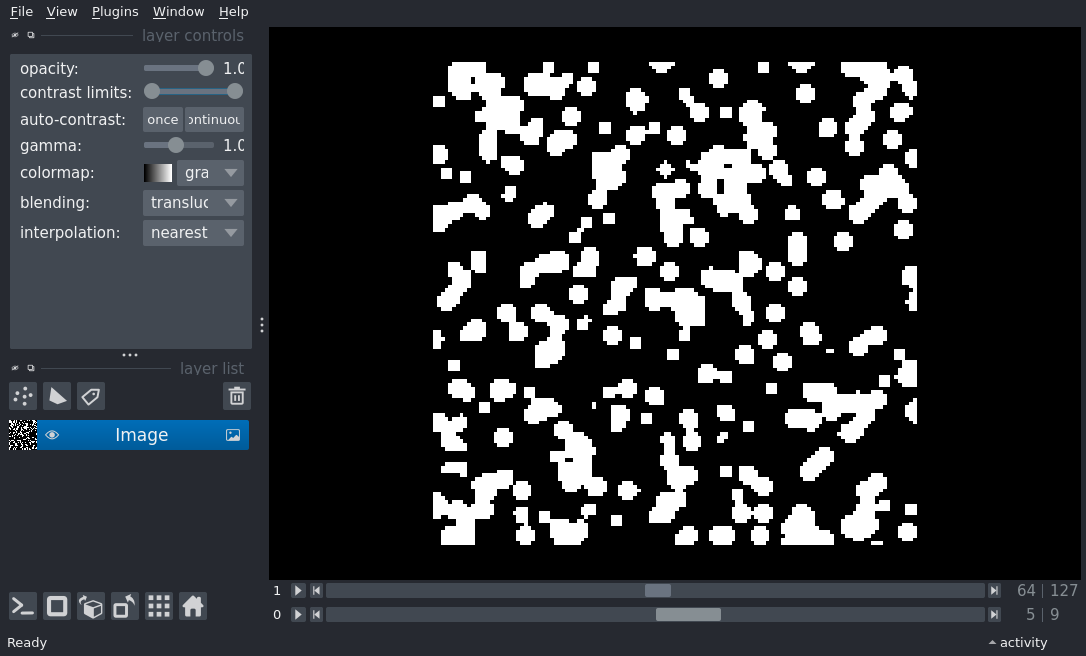 File View Plugins Window Help
layer controls
opacity: 1.0
contrast limits:
auto-contrast: once ontinuou
gamma: 1.0
colormap: gra
blending: transluc
interpolation: nearest
layer list
Image
1 64 | 127
0 5 | 9
Ready activity